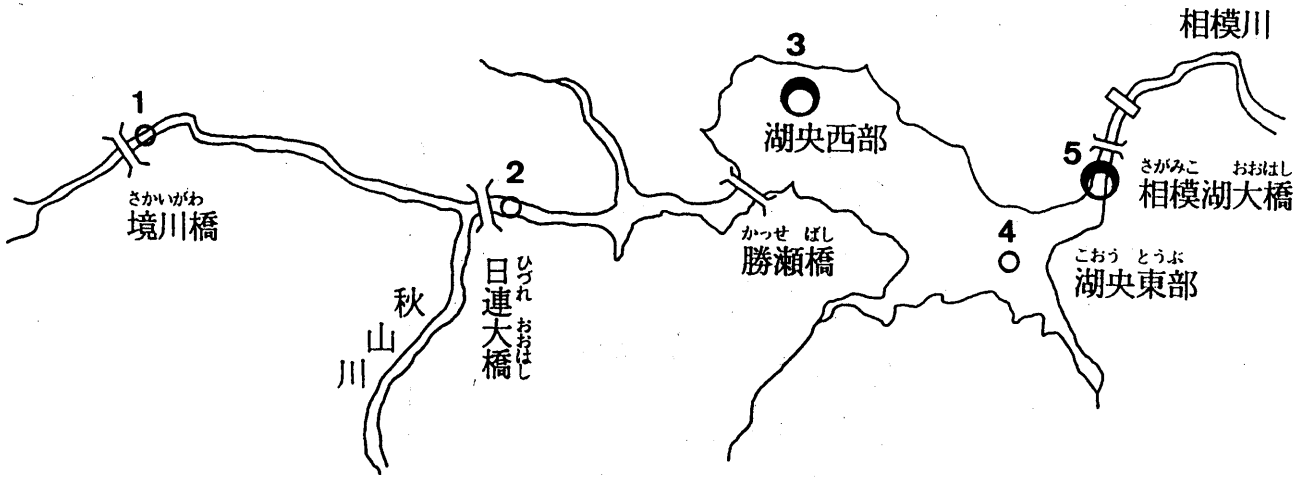 1
さかいがわ
境川橋
秋山川
2
ひづれ おおはし
日連大橋
3
湖央西部
かっせ ばし
勝瀬橋
4
こおう とうぶ
湖央東部
5
さがみこ おおはし
相模湖大橋
相模川